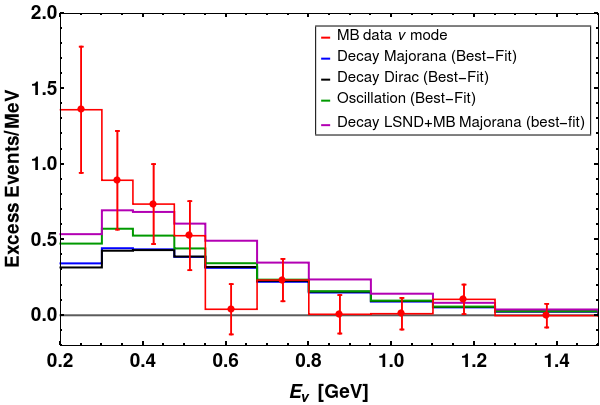 2.0
1.5
1.0
0.5
0.0
Excess Events/MeV
MB data ν mode
Decay Majorana (Best−Fit)
Decay Dirac (Best−Fit)
Oscillation (Best−Fit)
Decay LSND+MB Majorana (best−fit)
0.2 0.4 0.6 0.8 1.0 1.2 1.4
Eν [GeV]